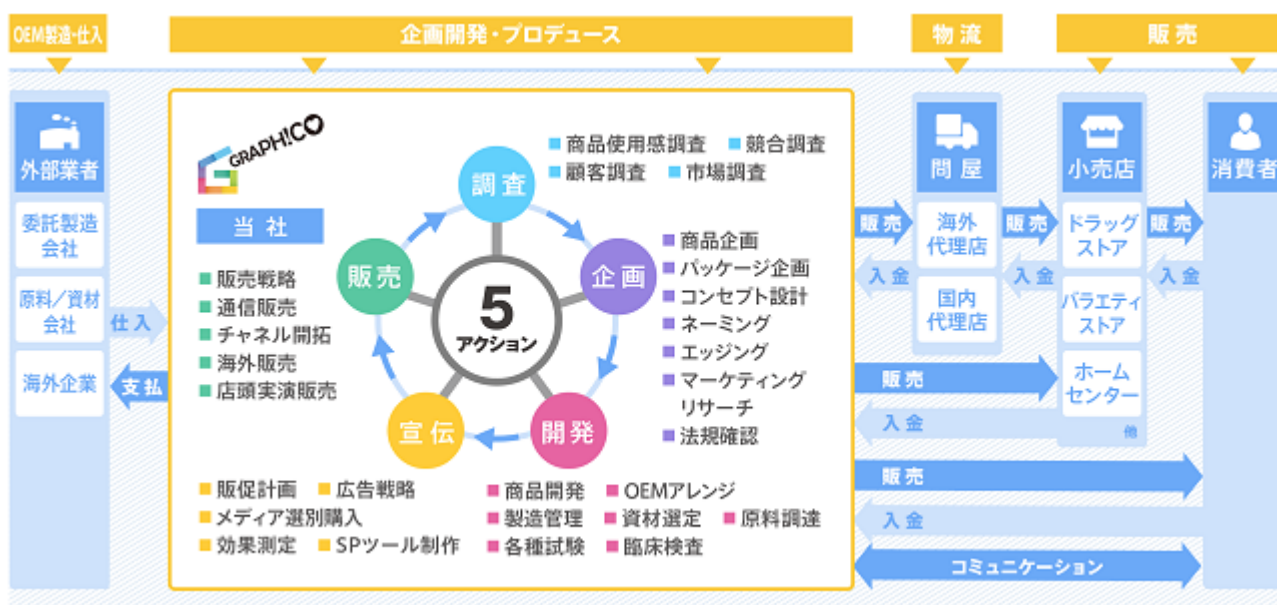 OEM製造・仕入
企画開発・プロデュース
物流
販売
外部業者
委託製造
会社
原料／資材
会社
海外企業
仕入
支払
GRAPH!CO
当社
5
アクション
調査
商品使用感調査 競合調査
顧客調査 市場調査
企画
商品企画
パッケージ企画
コンセプト設計
ネーミング
エッジング
マーケティング
リサーチ
法規確認
開発
商品開発 OEMアレンジ
製造管理 資材選定 原料調達
各種試験 臨床検査
宣伝
販促計画 広告戦略
メディア選別購入
効果測定 SPツール制作
販売
販売戦略
通信販売
チャネル開拓
海外販売
店頭実演販売
販売
入金
問屋
海外
代理店
国内
代理店
販売
入金
小売店
ドラッグ
ストア
バラエティ
ストア
ホーム
センター
他
販売
入金
消費者
販売
入金
販売
入金
コミュニケーション